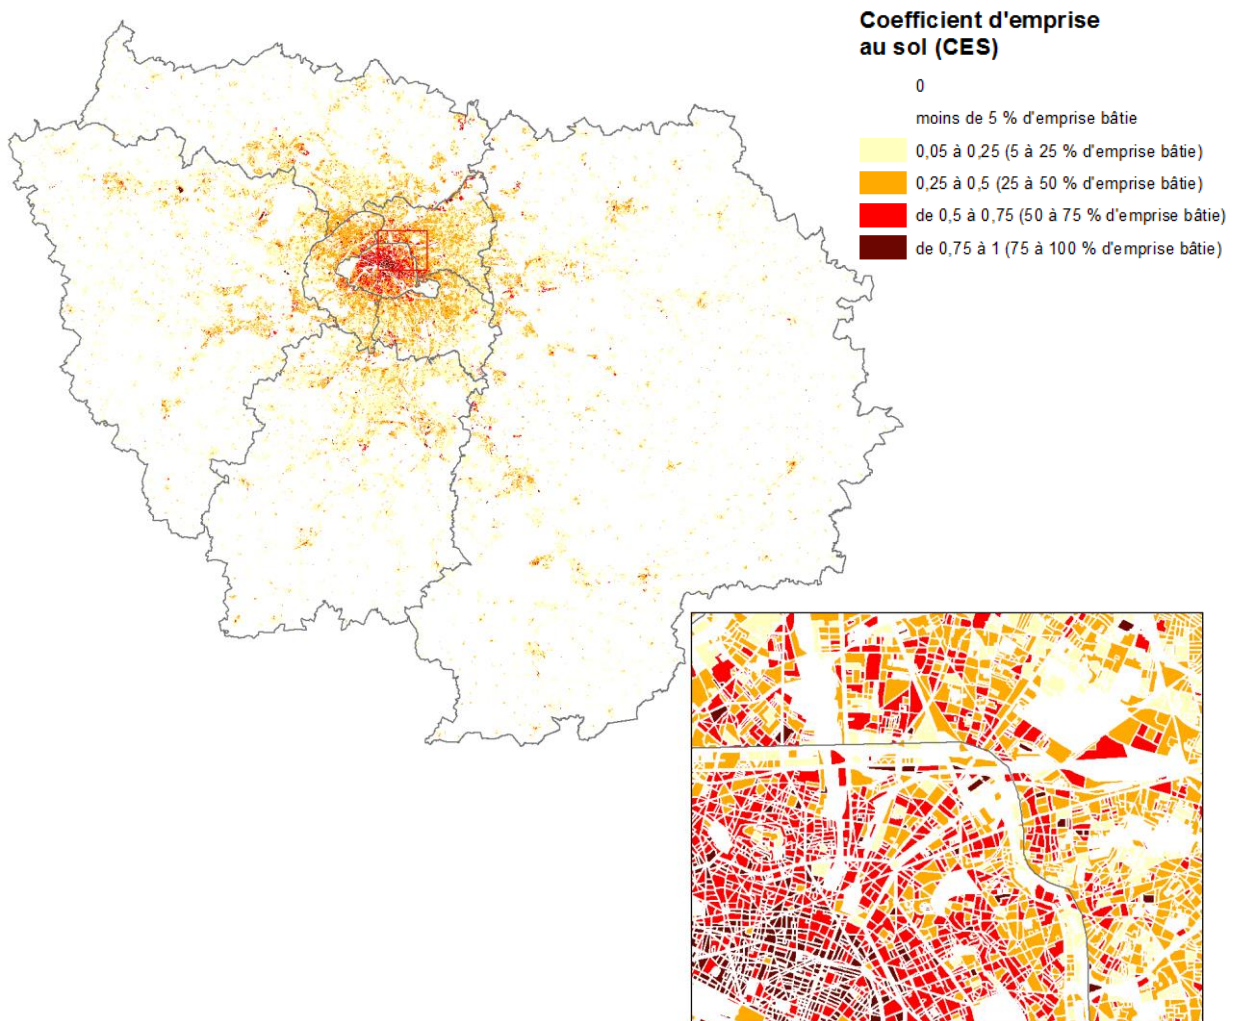 Coefficient d'emprise
au sol (CES)
0
moins de 5 % d'emprise bâtie
0,05 à 0,25 (5 à 25 % d'emprise bâtie)
0,25 à 0,5 (25 à 50 % d'emprise bâtie)
de 0,5 à 0,75 (50 à 75 % d'emprise bâtie)
de 0,75 à 1 (75 à 100 % d'emprise bâtie)